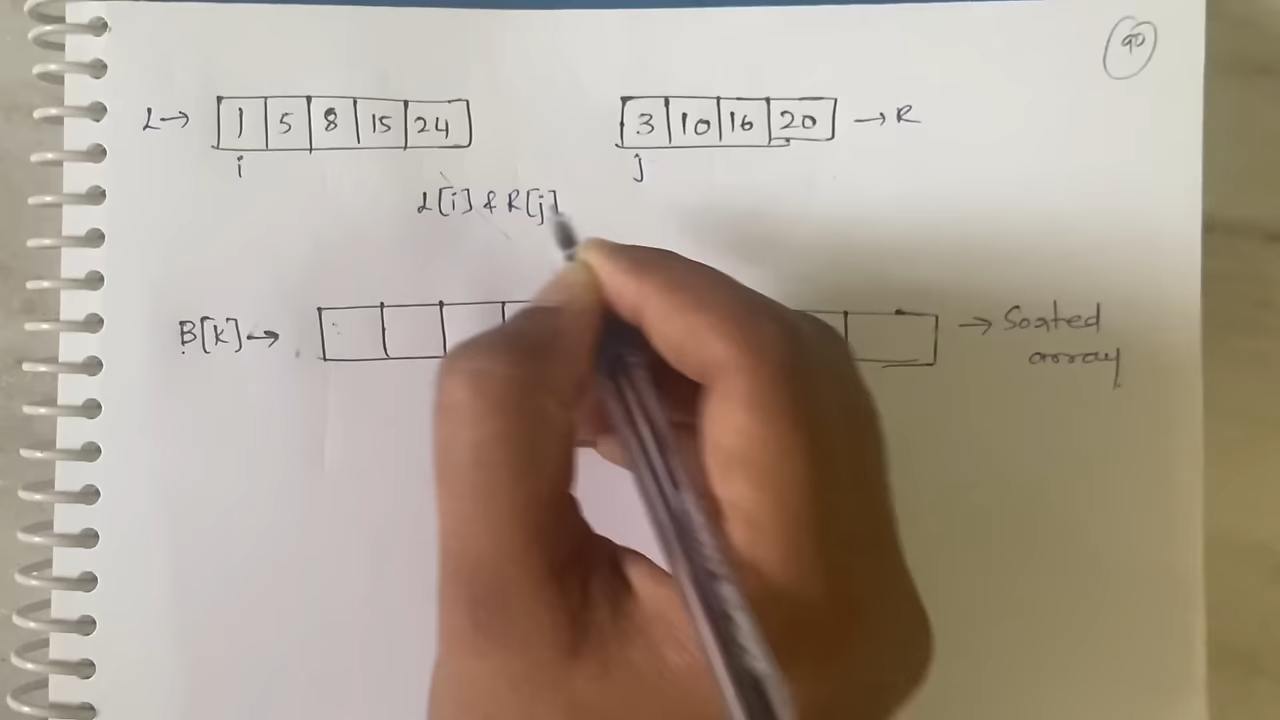 90
L→ 1 5 8 15 24
3 10 16 20 →R
i
j
L[i] & R[j]
B[k]→
→ Sorted
array